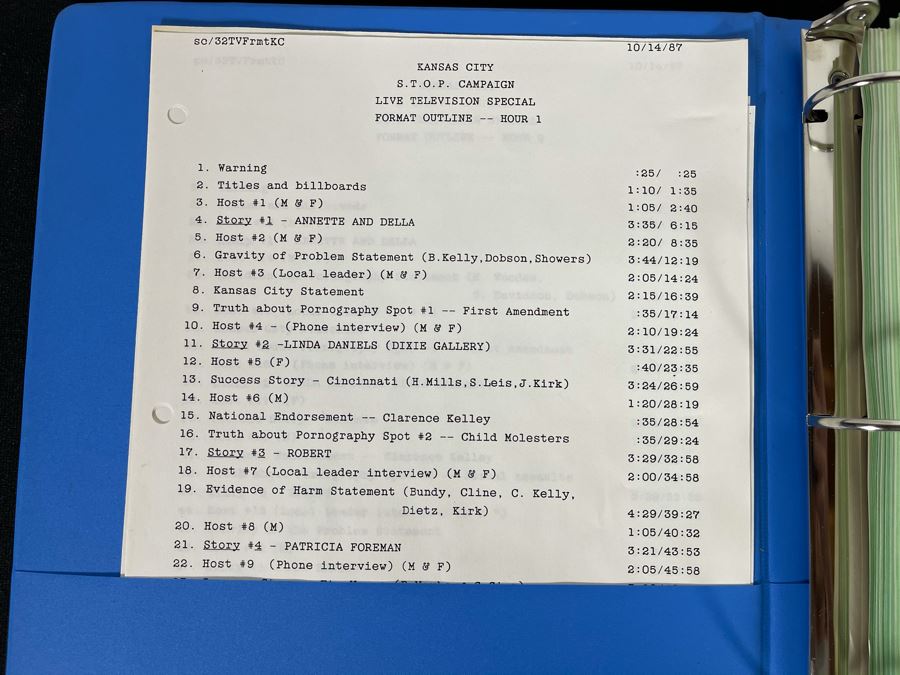 sc/32TVFrmtKC 10/14/87
KANSAS CITY
S.T.O.P. CAMPAIGN
LIVE TELEVISION SPECIAL
FORMAT OUTLINE -- HOUR 1
1. Warning :25/ :25
2. Titles and billboards 1:10/ 1:35
3. Host #1 (M & F) 1:05/ 2:40
4. Story #1 - ANNETTE AND DELLA 3:35/ 6:15
5. Host #2 (M & F) 2:20/ 8:35
6. Gravity of Problem Statement (B.Kelly,Dobson,Showers) 3:44/12:19
7. Host #3 (Local leader) (M & F) 2:05/14:24
8. Kansas City Statement 2:15/16:39
9. Truth about Pornography Spot #1 -- First Amendment :35/17:14
10. Host #4 - (Phone interview) (M & F) 2:10/19:24
11. Story #2 -LINDA DANIELS (DIXIE GALLERY) 3:31/22:55
12. Host #5 (F) :40/23:35
13. Success Story - Cincinnati (H.Mills,S.Leis,J.Kirk) 3:24/26:59
14. Host #6 (M) 1:20/28:19
15. National Endorsement -- Clarence Kelley :35/28:54
16. Truth about Pornography Spot #2 -- Child Molesters :35/29:24
17. Story #3 - ROBERT 3:29/32:58
18. Host #7 (Local leader interview) (M & F) 2:00/34:58
19. Evidence of Harm Statement (Bundy, Cline, C. Kelly,
Dietz, Kirk) 4:29/39:27
20. Host #8 (M) 1:05/40:32
21. Story #4 - PATRICIA FOREMAN 3:21/43:53
22. Host #9 (Phone interview) (M & F) 2:05/45:58